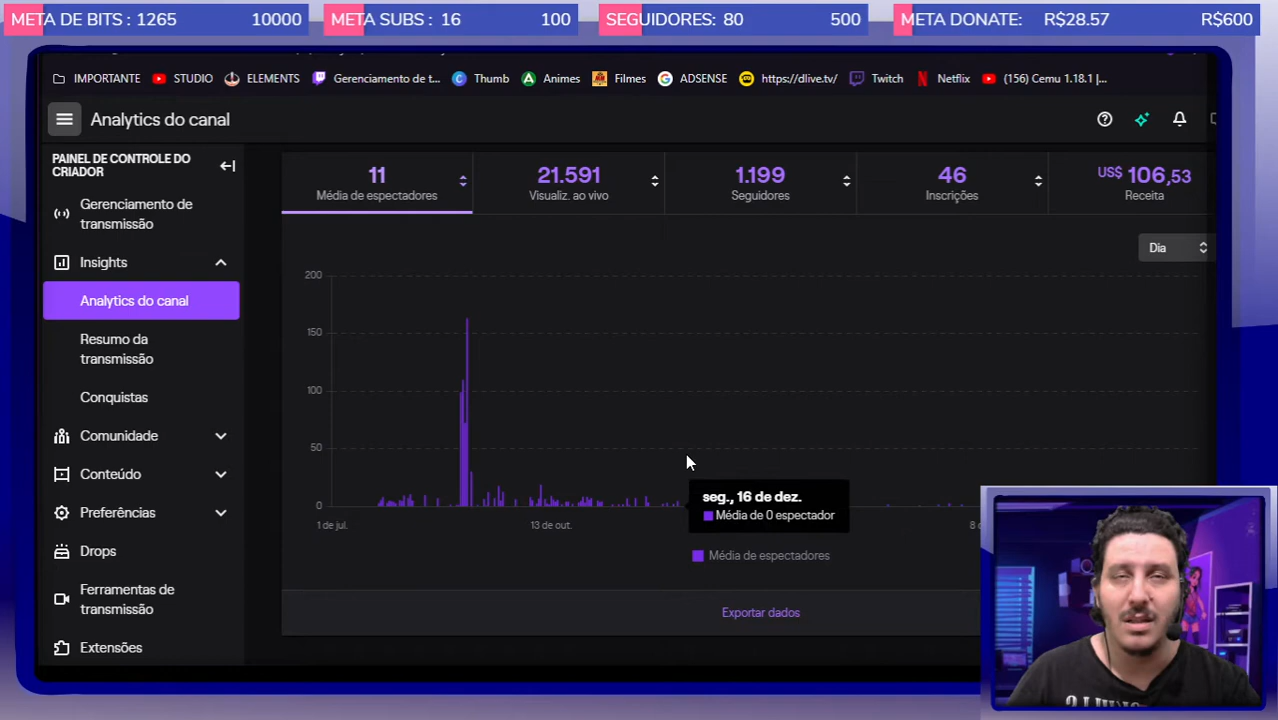 META DE BITS : 1265 10000 META SUBS : 16 100 SEGUIDORES: 80 500 META DONATE: R$28.57 R$600
IMPORTANTE STUDIO ELEMENTS Gerenciamento de t... Thumb Animes Filmes ADSENSE https://dlive.tv/ Twitch Netflix (156) Cemu 1.18.1 |...
Analytics do canal
PAINEL DE CONTROLE DO
CRIADOR
Gerenciamento de
transmissão
Insights
Analytics do canal
Resumo da
transmissão
Conquistas
Comunidade
Conteúdo
Preferências
Drops
Ferramentas de
transmissão
Extensões
11
Média de espectadores
21.591
Visualiz. ao vivo
1.199
Seguidores
46
Inscrições
US$ 106,53
Receita
Dia
200
150
100
50
0
1 de jul.
13 de out.
seg., 16 de dez.
Média de 0 espectador
Média de espectadores
Exportar dados